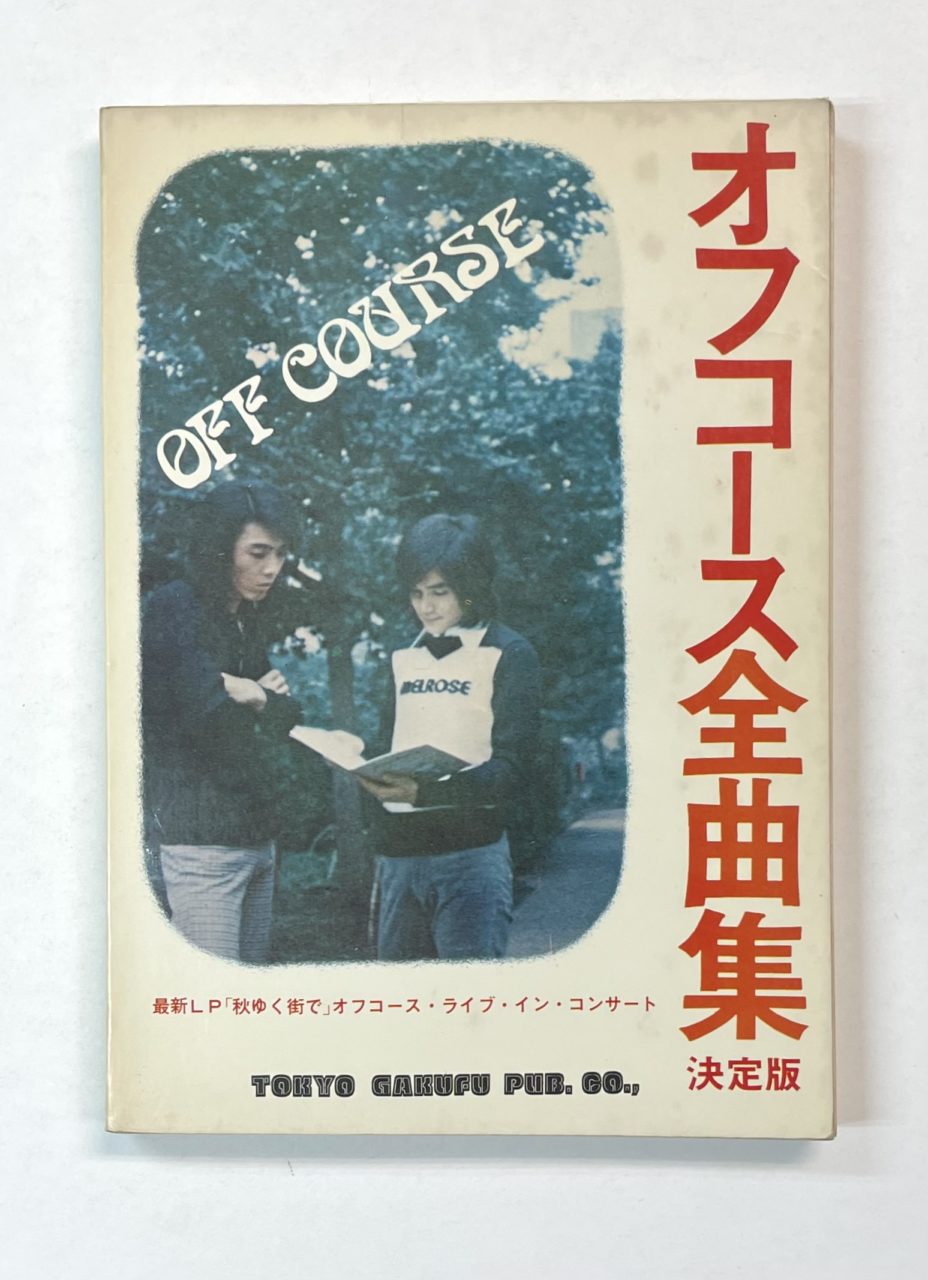 オフコース全曲集
決定版
OFF COURSE
MELROSE
最新LP「秋ゆく街で」オフコース・ライブ・イン・コンサート
TOKYO GAKUFU PUB. CO.,